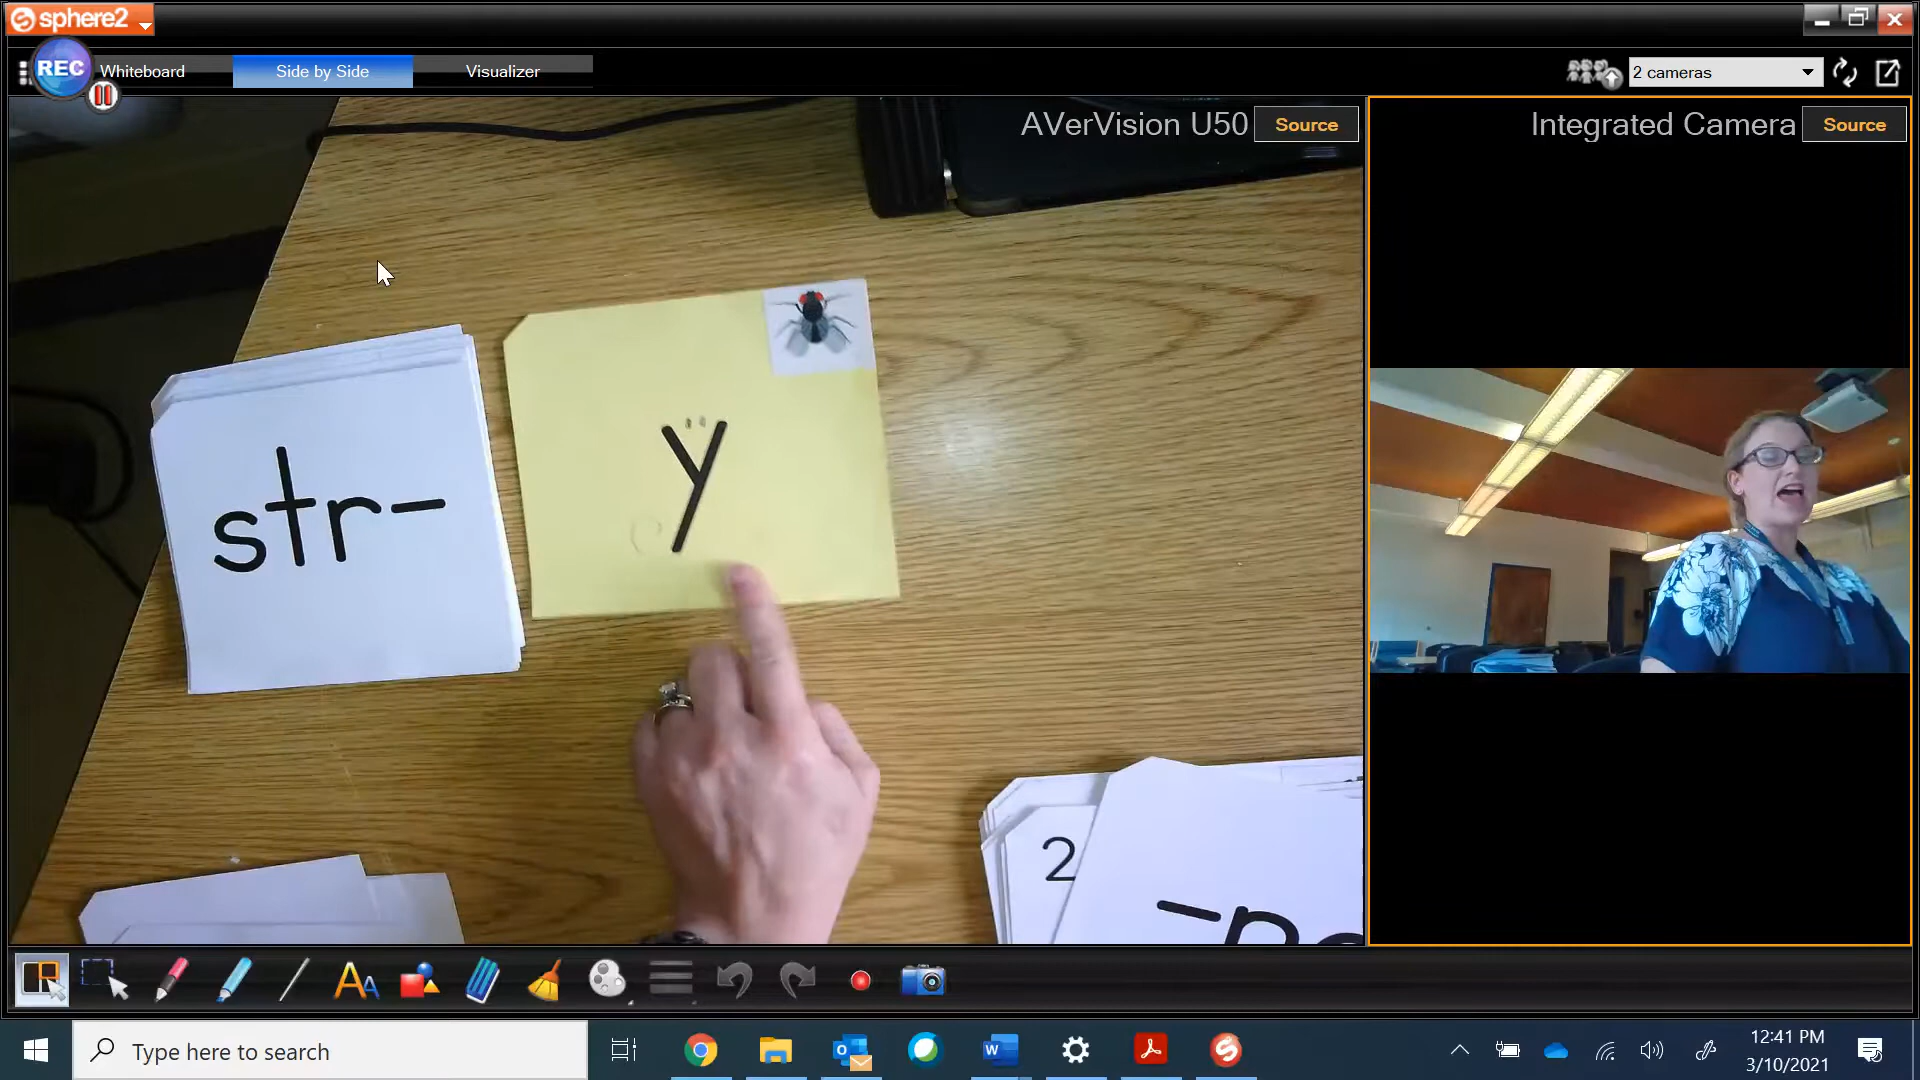 sphere2
REC
Whiteboard
Side by Side
Visualizer
2 cameras
AVerVision U50
Source
Integrated Camera
Source
str-
y
2
Type here to search
12:41 PM
3/10/2021